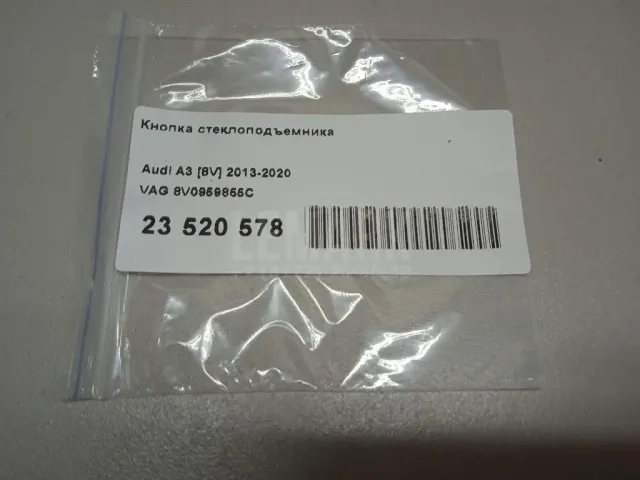 Кнопка стеклоподъемника
Audi A3 [8V] 2013-2020
VAG 8V0959855C
23 520 578